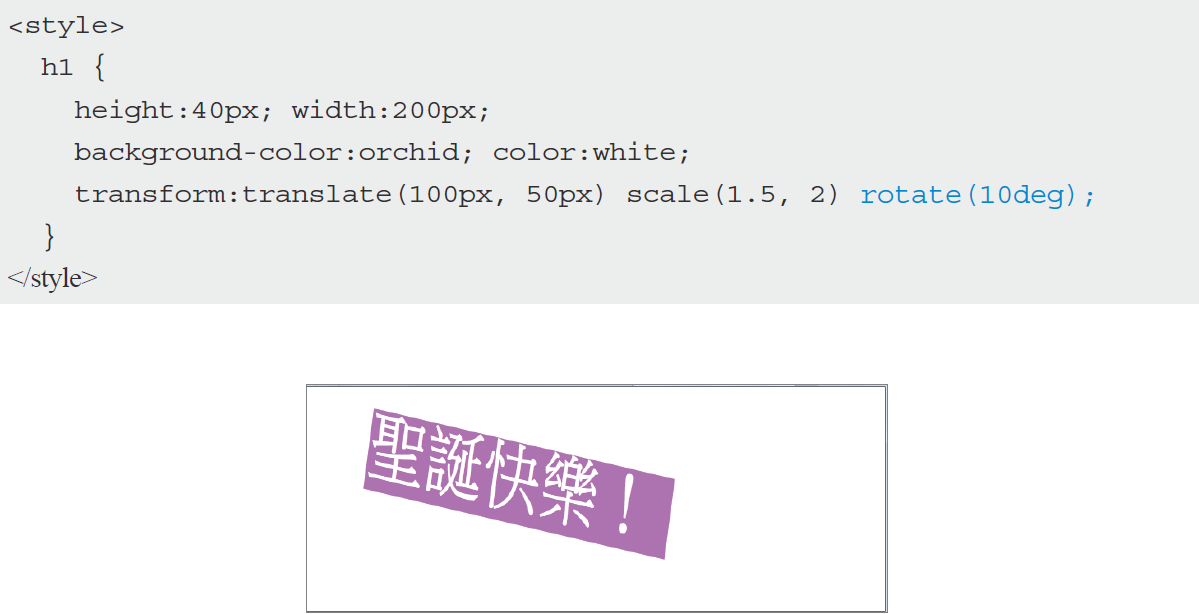 <style>
h1 {
height:40px; width:200px;
background-color:orchid; color:white;
transform:translate(100px, 50px) scale(1.5, 2) rotate(10deg);
}
</style>
聖誕快樂！